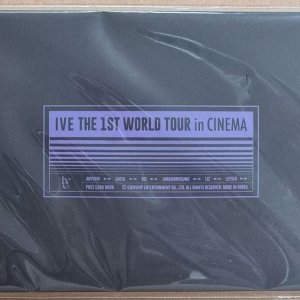 IVE THE 1ST WORLD TOUR in CINEMA
ANYUJIN ▸▸ GAEUL ▸▸ REI ▸▸ JANGWONYOUNG ▸▸ LIZ ▸▸ LEESEO ▸▸
POST CARD BOOK ⓒ STARSHIP ENTERTAINMENT CO., LTD. ALL RIGHTS RESERVED. MADE IN KOREA